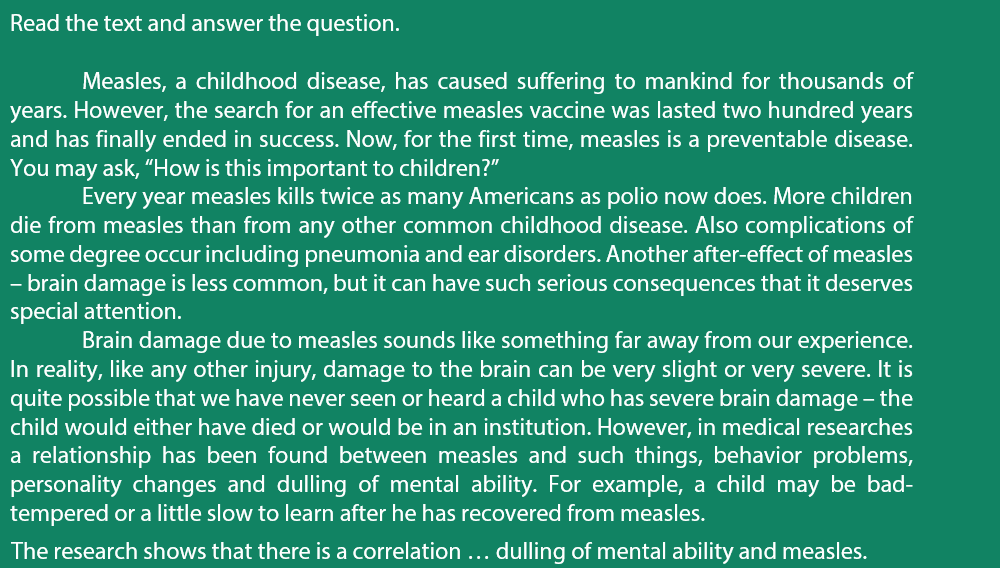 Read the text and answer the question.
Measles, a childhood disease, has caused suffering to mankind for thousands of
years. However, the search for an effective measles vaccine was lasted two hundred years
and has finally ended in success. Now, for the first time, measles is a preventable disease.
You may ask, “How is this important to children?”
Every year measles kills twice as many Americans as polio now does. More children
die from measles than from any other common childhood disease. Also complications of
some degree occur including pneumonia and ear disorders. Another after-effect of measles
– brain damage is less common, but it can have such serious consequences that it deserves
special attention.
Brain damage due to measles sounds like something far away from our experience.
In reality, like any other injury, damage to the brain can be very slight or very severe. It is
quite possible that we have never seen or heard a child who has severe brain damage – the
child would either have died or would be in an institution. However, in medical researches
a relationship has been found between measles and such things, behavior problems,
personality changes and dulling of mental ability. For example, a child may be bad-
tempered or a little slow to learn after he has recovered from measles.
The research shows that there is a correlation … dulling of mental ability and measles.